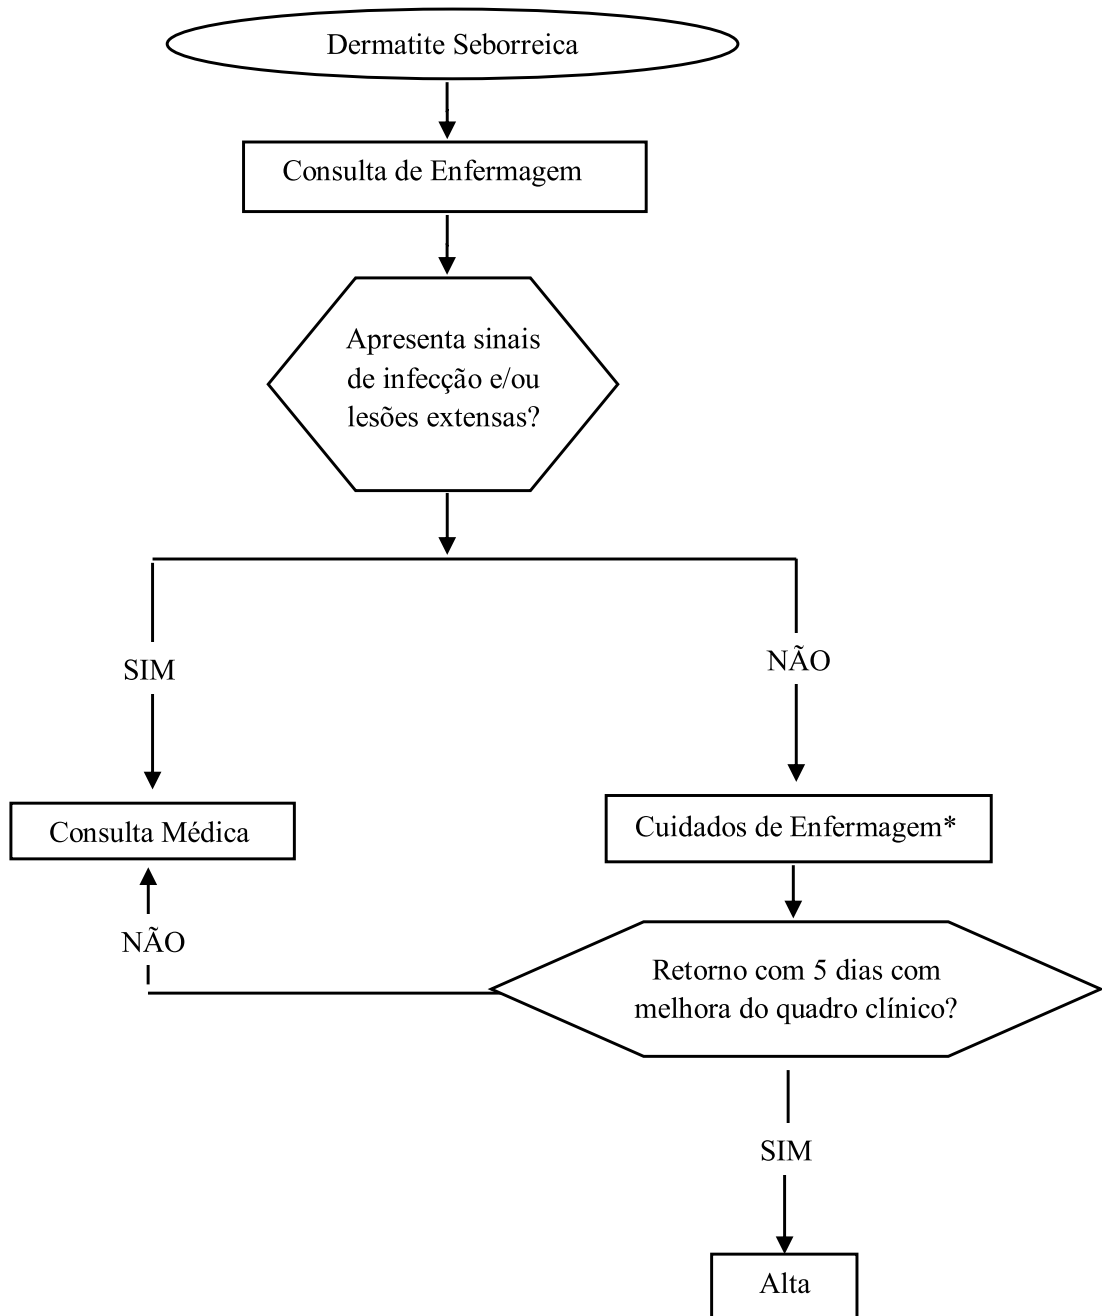 Dermatite Seborreica
Consulta de Enfermagem
Apresenta sinais
de infecção e/ou
lesões extensas?
SIM
NÃO
Consulta Médica
Cuidados de Enfermagem*
NÃO
Retorno com 5 dias com
melhora do quadro clínico?
SIM
Alta